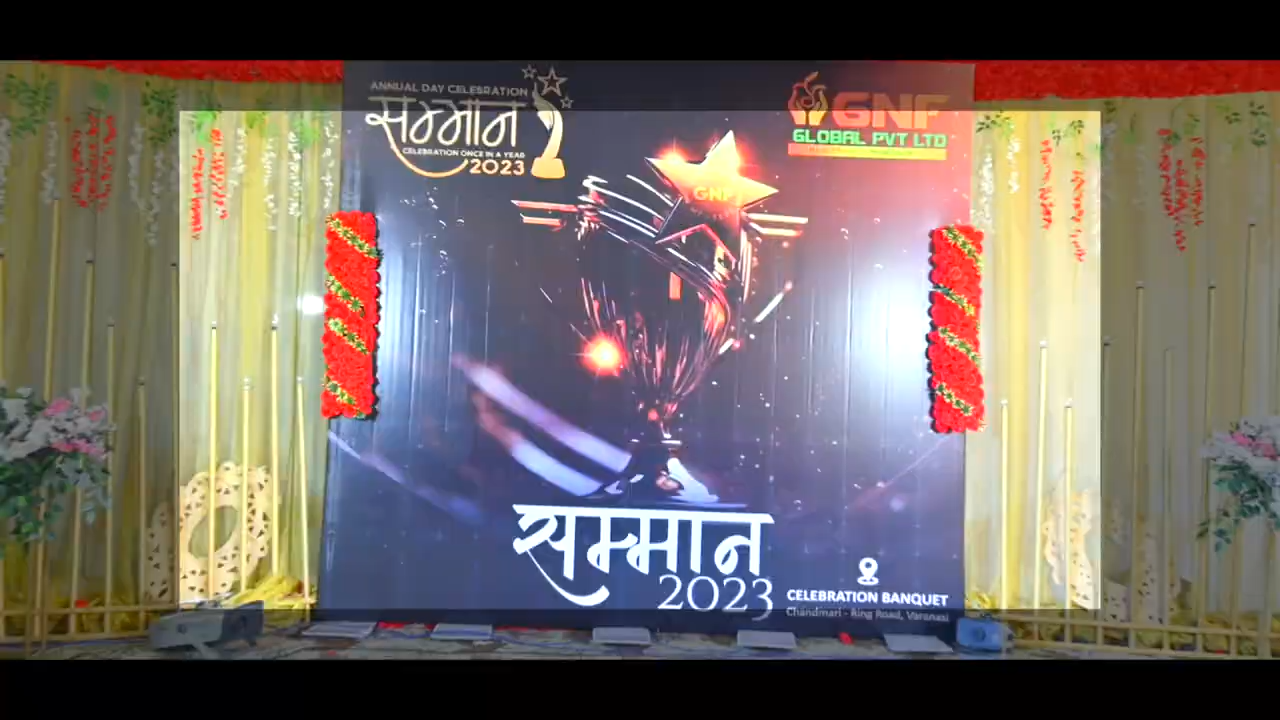 ANNUAL DAY CELEBRATION
सम्मान
CELEBRATION ONCE IN A YEAR
2023
GNF
GLOBAL PVT LTD
GNF
सम्मान
2023
CELEBRATION BANQUET
Chandmari - Ring Road, Varanasi